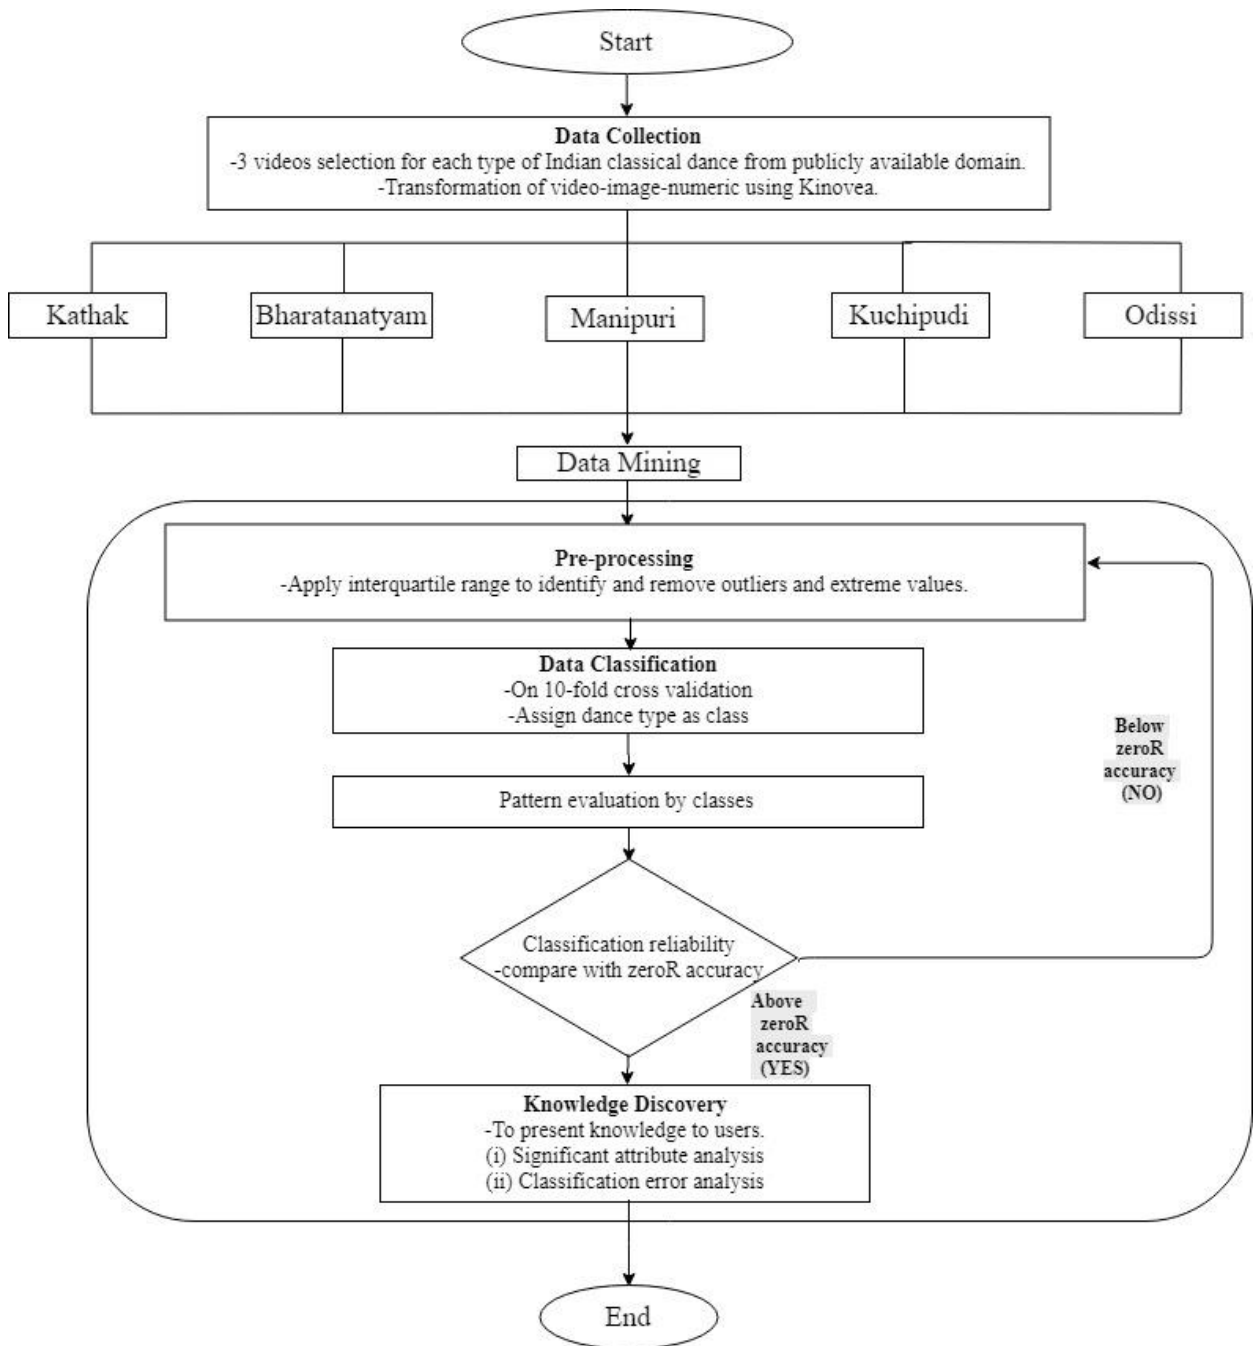 Start
Data Collection
-3 videos selection for each type of Indian classical dance from publicly available domain.
-Transformation of video-image-numeric using Kinovea.
Kathak
Bharatanatyam
Manipuri
Kuchipudi
Odissi
Data Mining
Pre-processing
-Apply interquartile range to identify and remove outliers and extreme values.
Data Classification
-On 10-fold cross validation
-Assign dance type as class
Pattern evaluation by classes
Classification reliability
-compare with zeroR accuracy
Below
zeroR
accuracy
(NO)
Above
zeroR
accuracy
(YES)
Knowledge Discovery
-To present knowledge to users.
(i) Significant attribute analysis
(ii) Classification error analysis
End